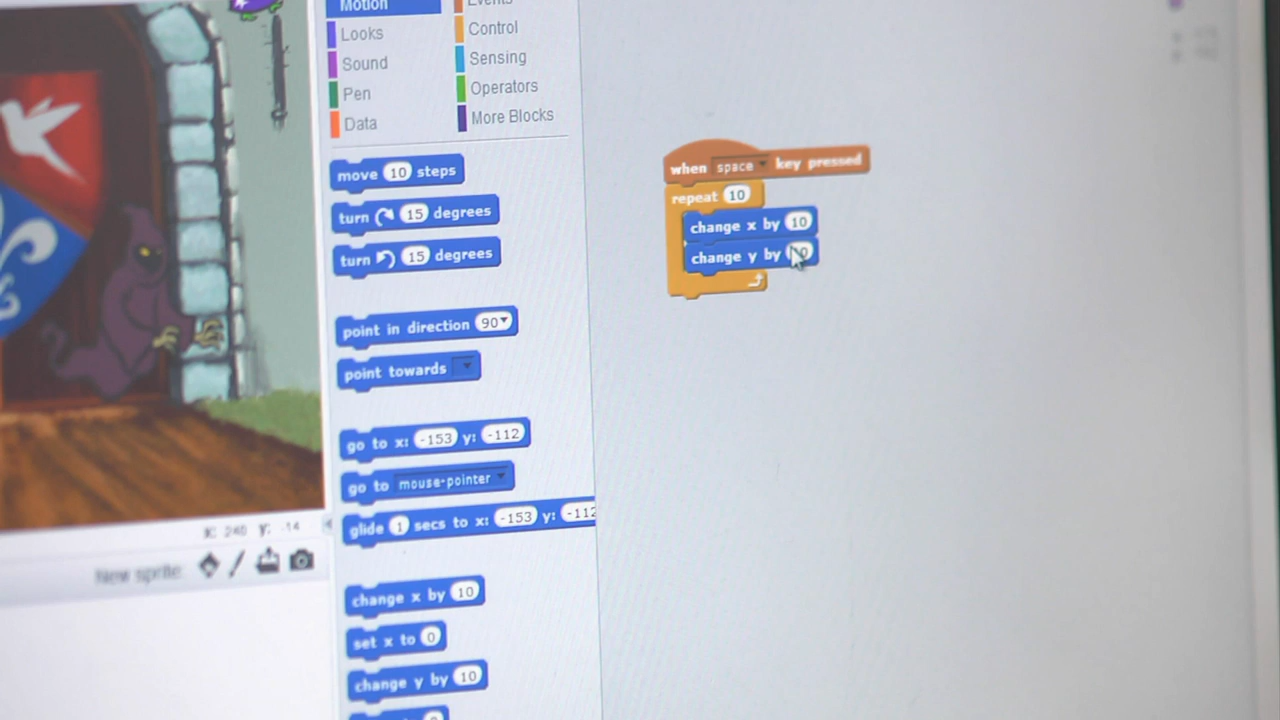 Motion
Events
Looks
Control
Sound
Sensing
Pen
Operators
Data
More Blocks
move 10 steps
turn 15 degrees
turn 15 degrees
point in direction 90
point towards
go to x: -153 y: -112
go to mouse-pointer
glide 1 secs to x: -153 y: -112
change x by 10
set x to 0
change y by 10
when space key pressed
repeat 10
change x by 10
change y by
x: 240 y: -14
New sprite: